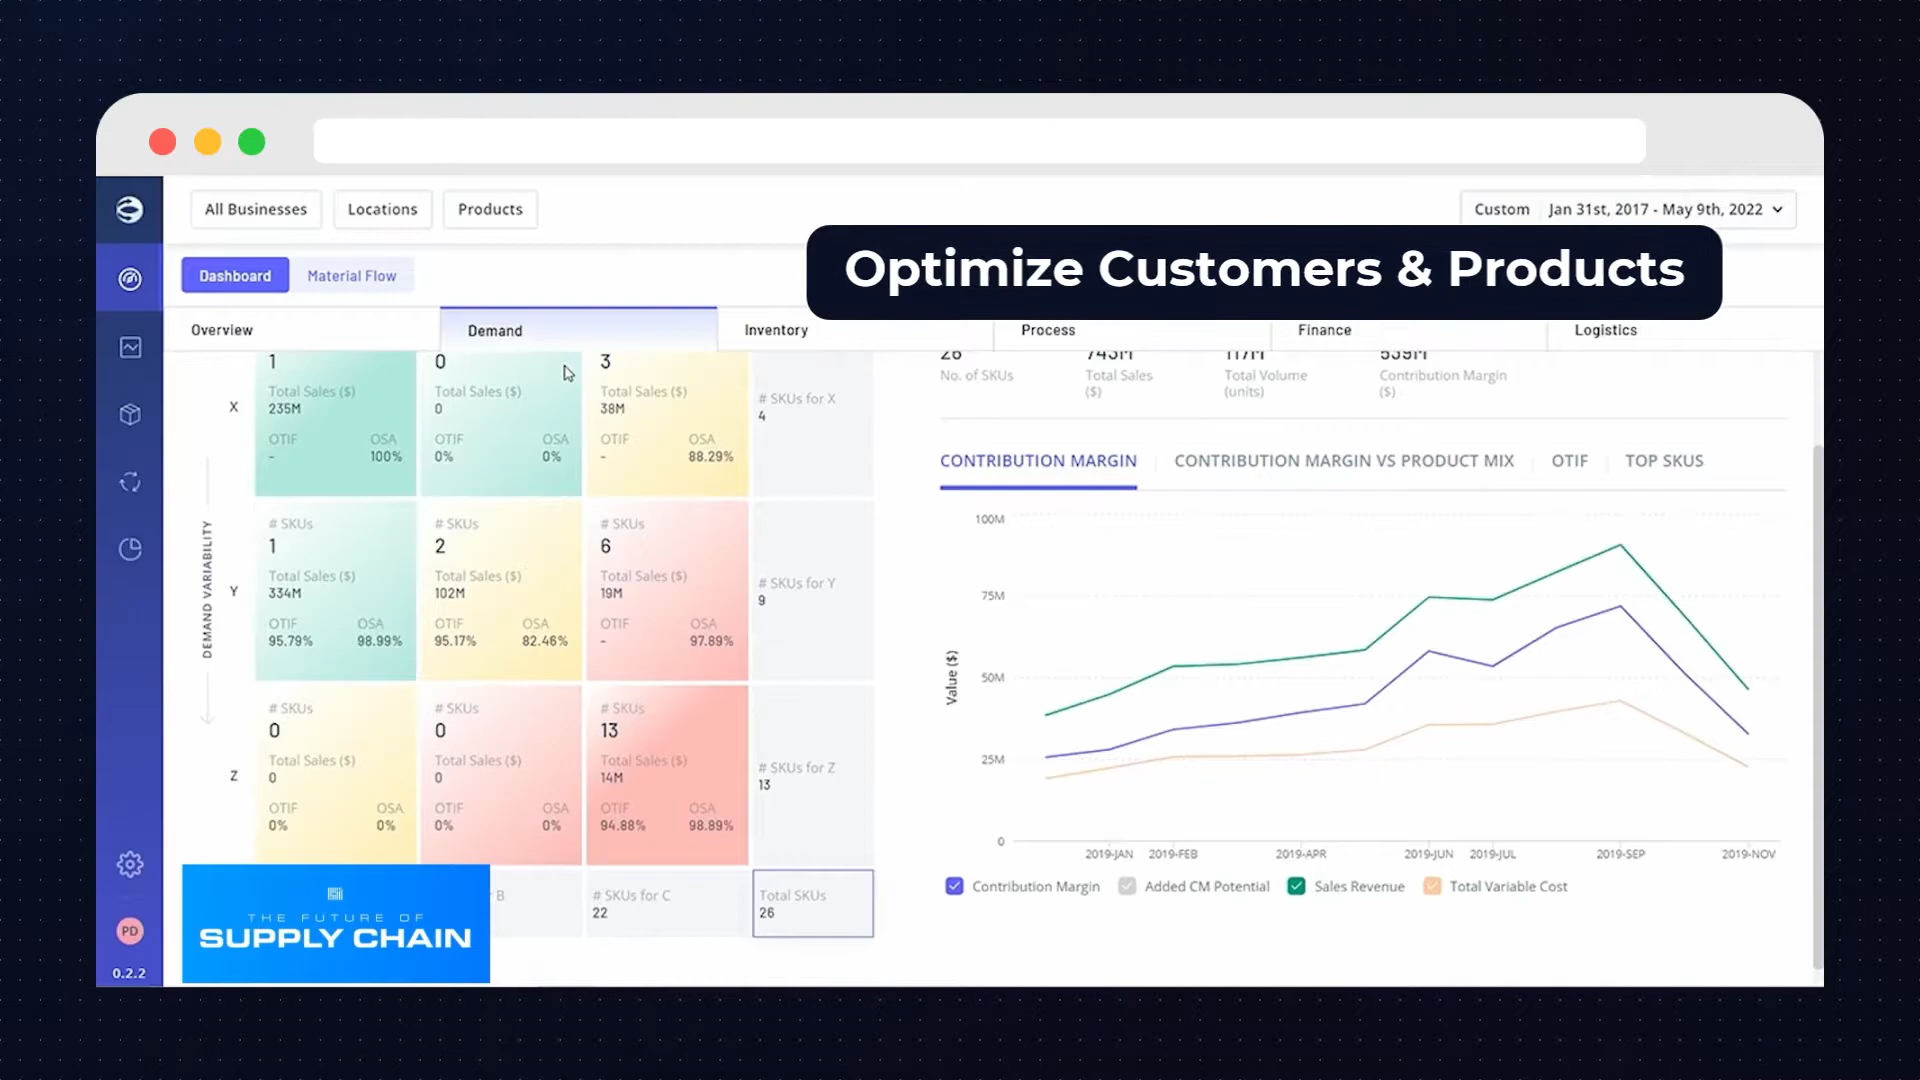 All Businesses
Locations
Products
Custom
Jan 31st, 2017 - May 9th, 2022
Optimize Customers & Products
Dashboard
Material Flow
Overview
Demand
Inventory
Process
Finance
Logistics
X
1
Total Sales ($)
235M
OTIF
OSA
-
100%
0
Total Sales ($)
0
OTIF
OSA
0%
0%
3
Total Sales ($)
38M
OTIF
OSA
-
88.29%
# SKUs for X
4
DEMAND VARIABILITY
Y
# SKUs
1
Total Sales ($)
334M
OTIF
OSA
95.79%
98.99%
# SKUs
2
Total Sales ($)
102M
OTIF
OSA
95.17%
82.46%
# SKUs
6
Total Sales ($)
19M
OTIF
OSA
-
97.89%
# SKUs for Y
9
Z
# SKUs
0
Total Sales ($)
0
OTIF
OSA
0%
0%
# SKUs
0
Total Sales ($)
0
OTIF
OSA
0%
0%
# SKUs
13
Total Sales ($)
14M
OTIF
OSA
94.88%
98.89%
# SKUs for Z
13
B
# SKUs for C
22
Total SKUs
26
THE FUTURE OF
SUPPLY CHAIN
PD
0.2.2
26
No. of SKUs
743M
Total Sales
($)
117M
Total Volume
(units)
539M
Contribution Margin
($)
CONTRIBUTION MARGIN
CONTRIBUTION MARGIN VS PRODUCT MIX
OTIF
TOP SKUS
Value ($)
100M
75M
50M
25M
0
2019-JAN
2019-FEB
2019-APR
2019-JUN
2019-JUL
2019-SEP
2019-NOV
Contribution Margin
Added CM Potential
Sales Revenue
Total Variable Cost